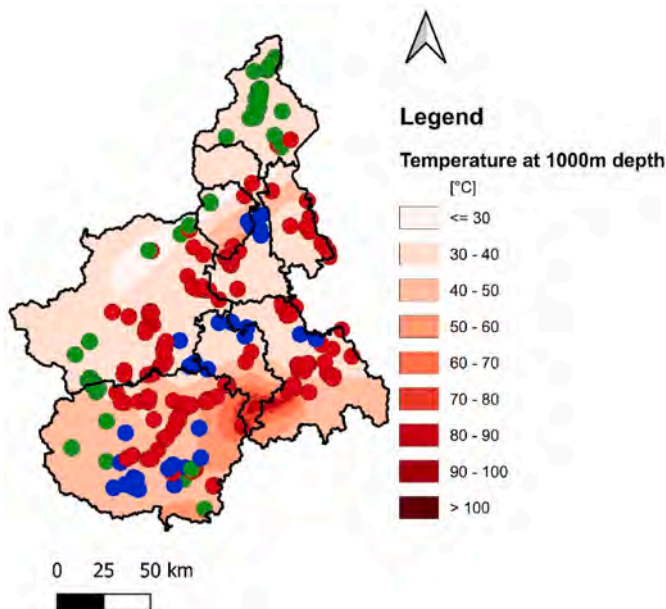 Legend
Temperature at 1000m depth
[°C]
<= 30
30 - 40
40 - 50
50 - 60
60 - 70
70 - 80
80 - 90
90 - 100
> 100
0 25 50 km